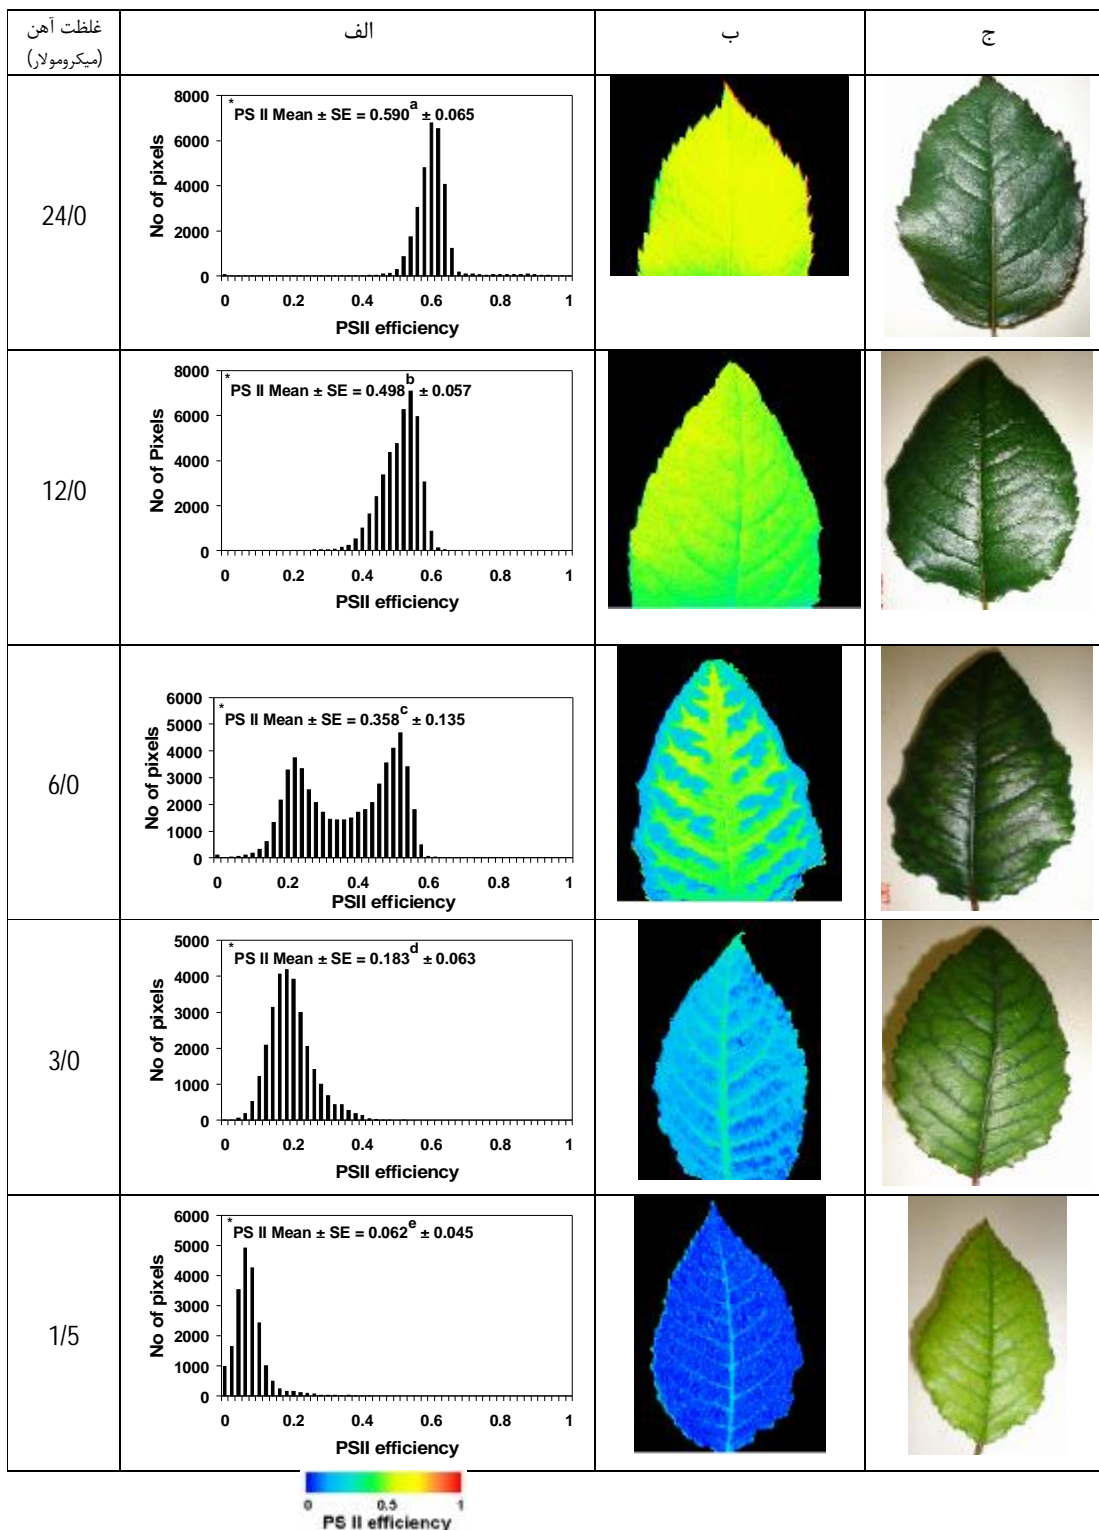 غلظت آهن
(میکرومولار)
الف
ب
ج
24/0
8000
6000
4000
2000
0
No of pixels
* PS II Mean ± SE = 0.590a ± 0.065
0 0.2 0.4 0.6 0.8 1
PSII efficiency
12/0
8000
6000
4000
2000
0
No of Pixels
* PS II Mean ± SE = 0.498b ± 0.057
0 0.2 0.4 0.6 0.8 1
PSII efficiency
6/0
6000
5000
4000
3000
2000
1000
0
No of pixels
* PS II Mean ± SE = 0.358c ± 0.135
0 0.2 0.4 0.6 0.8 1
PSII efficiency
3/0
5000
4000
3000
2000
1000
0
No of pixels
* PS II Mean ± SE = 0.183d ± 0.063
0 0.2 0.4 0.6 0.8 1
PSII efficiency
1/5
6000
5000
4000
3000
2000
1000
0
No of pixels
* PS II Mean ± SE = 0.062e ± 0.045
0 0.2 0.4 0.6 0.8 1
PSII efficiency
0 0.5 1
PS II efficiency